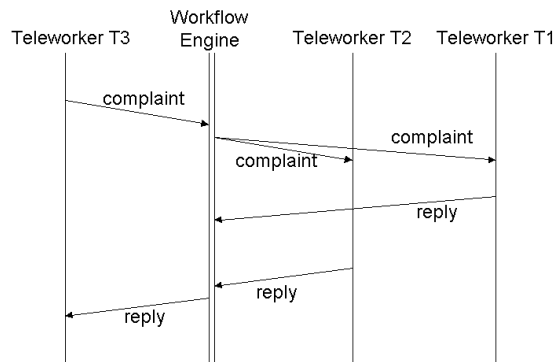 Workflow
Engine
Teleworker T3
Teleworker T2
Teleworker T1
complaint
complaint
complaint
reply
reply
reply